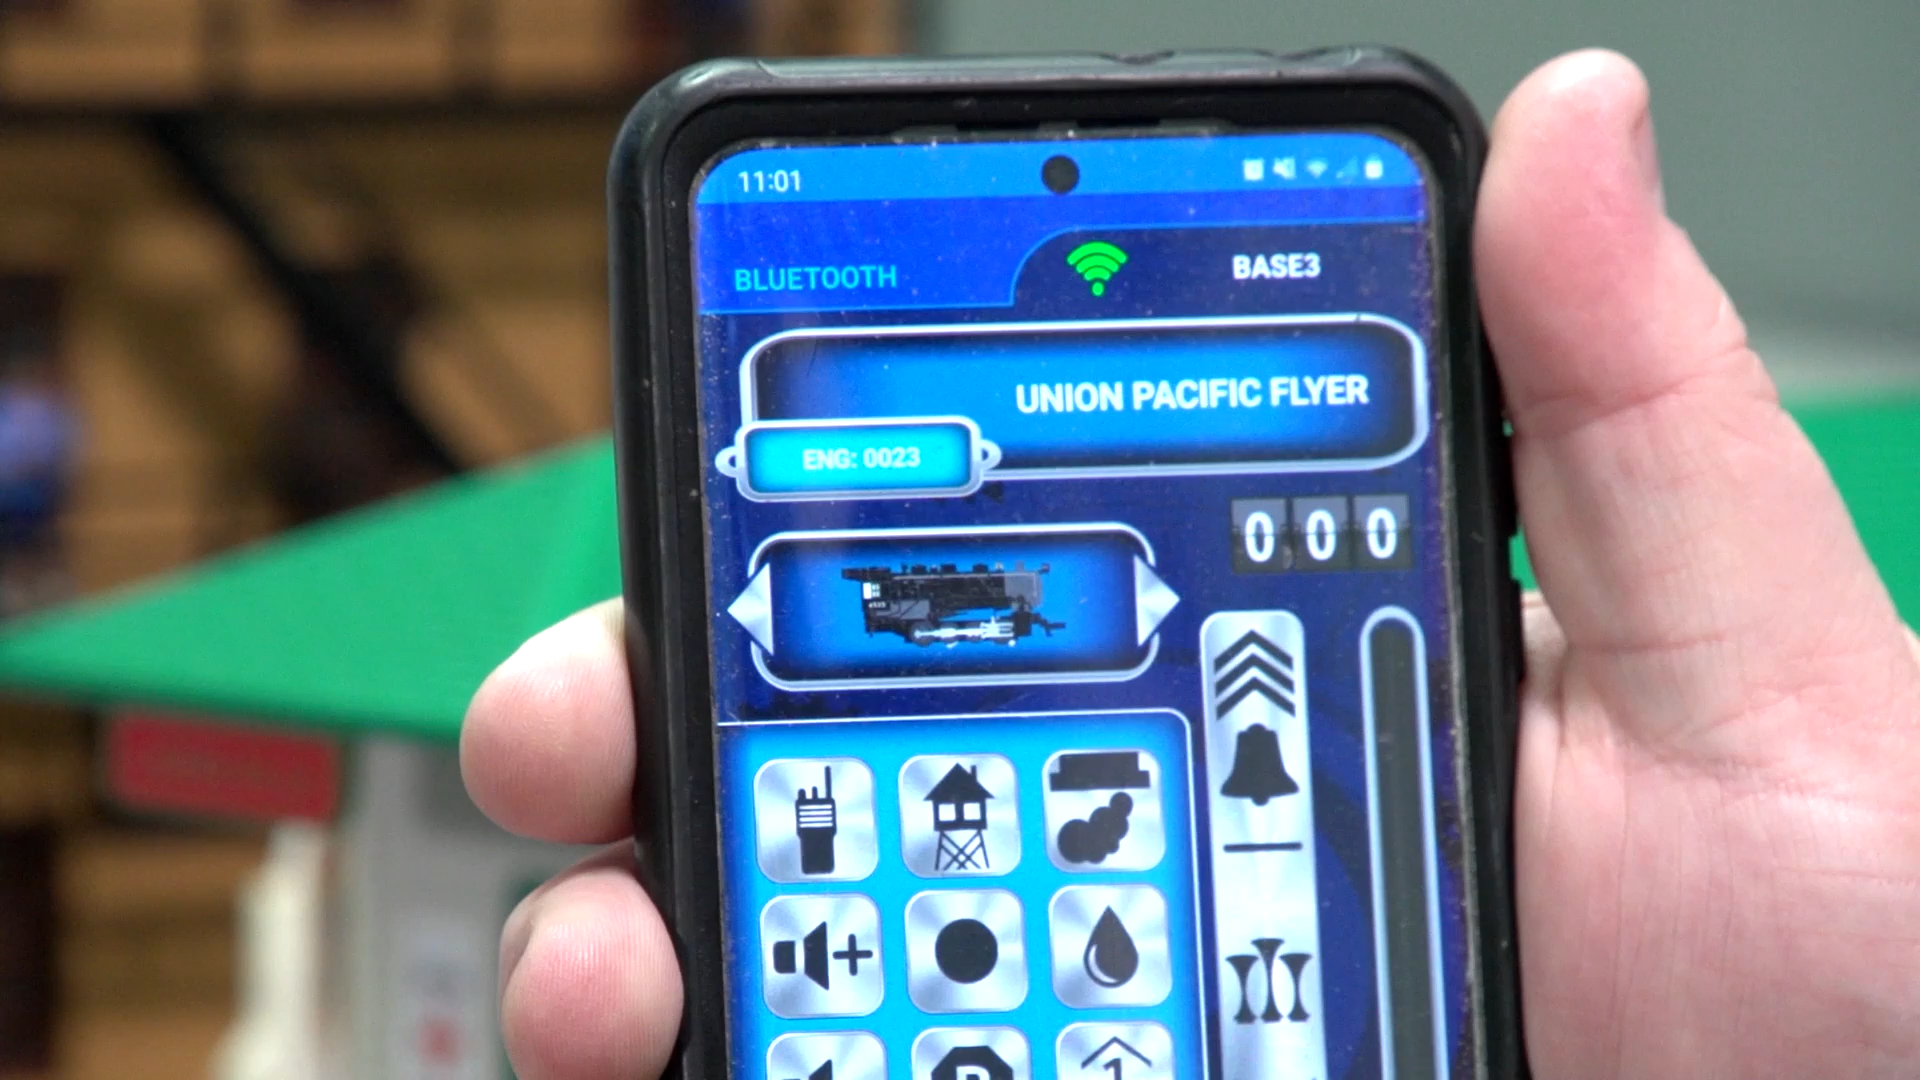 11:01
BLUETOOTH
BASE3
UNION PACIFIC FLYER
ENG: 0023
000